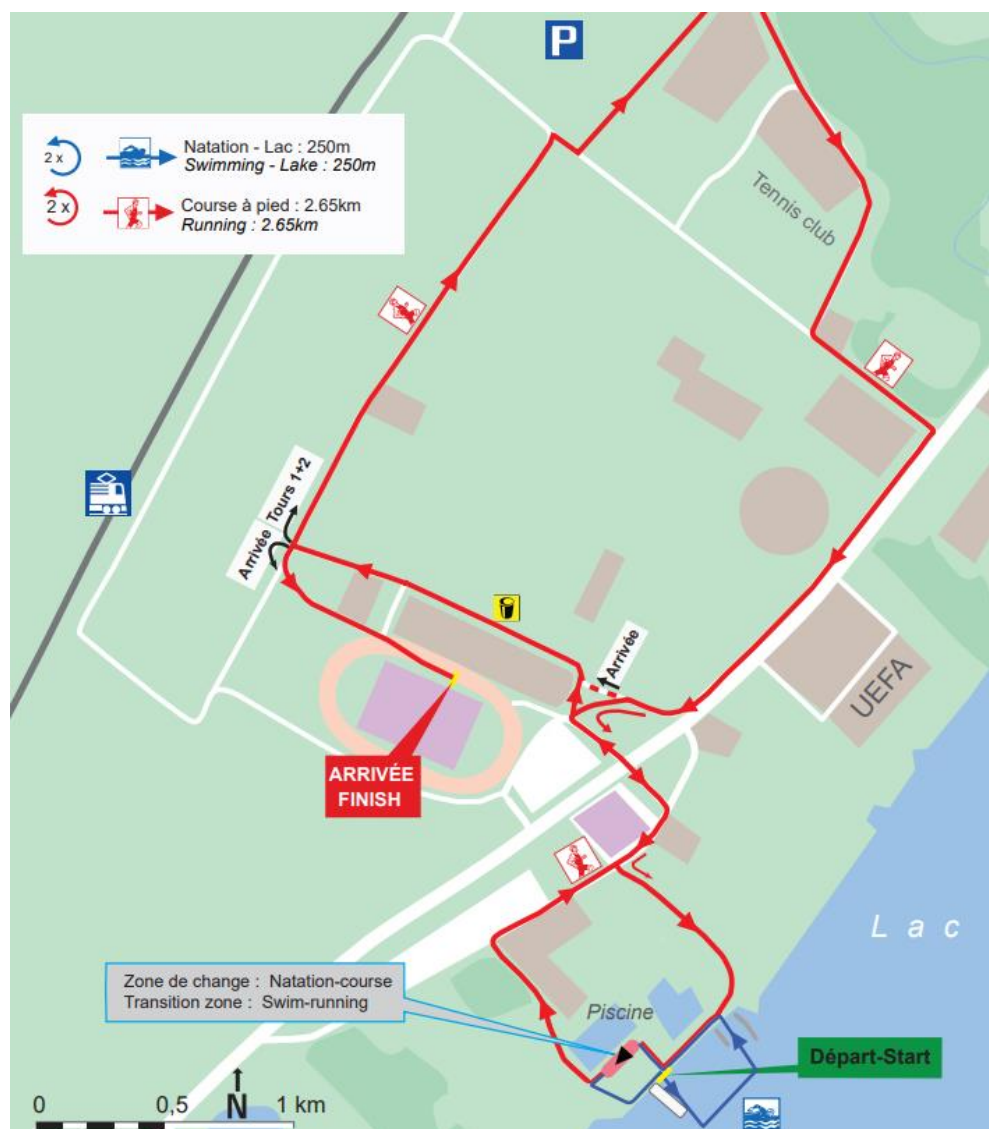 P
2 x
Natation - Lac : 250m
Swimming - Lake : 250m
2 x
Course à pied : 2.65km
Running : 2.65km
Tennis club
Tours 1+2
Arrivée
Arrivée
UEFA
ARRIVÉE
FINISH
Lac
Zone de change : Natation-course
Transition zone : Swim-running
Piscine
Départ-Start
0 0,5 N 1 km